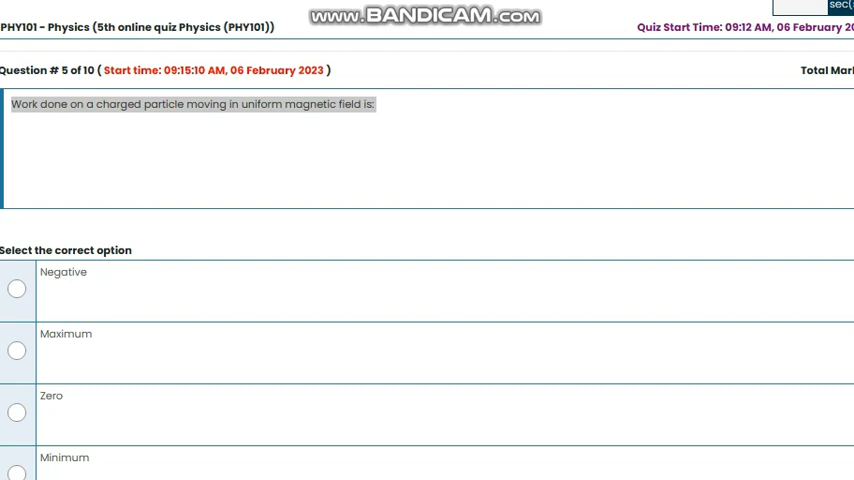 www.BANDICAM.com
sec(s
PHY101 - Physics (5th online quiz Physics (PHY101))
Quiz Start Time: 09:12 AM, 06 February 20
Question # 5 of 10 ( Start time: 09:15:10 AM, 06 February 2023 )
Total Mar
Work done on a charged particle moving in uniform magnetic field is:
Select the correct option
Negative
Maximum
Zero
Minimum